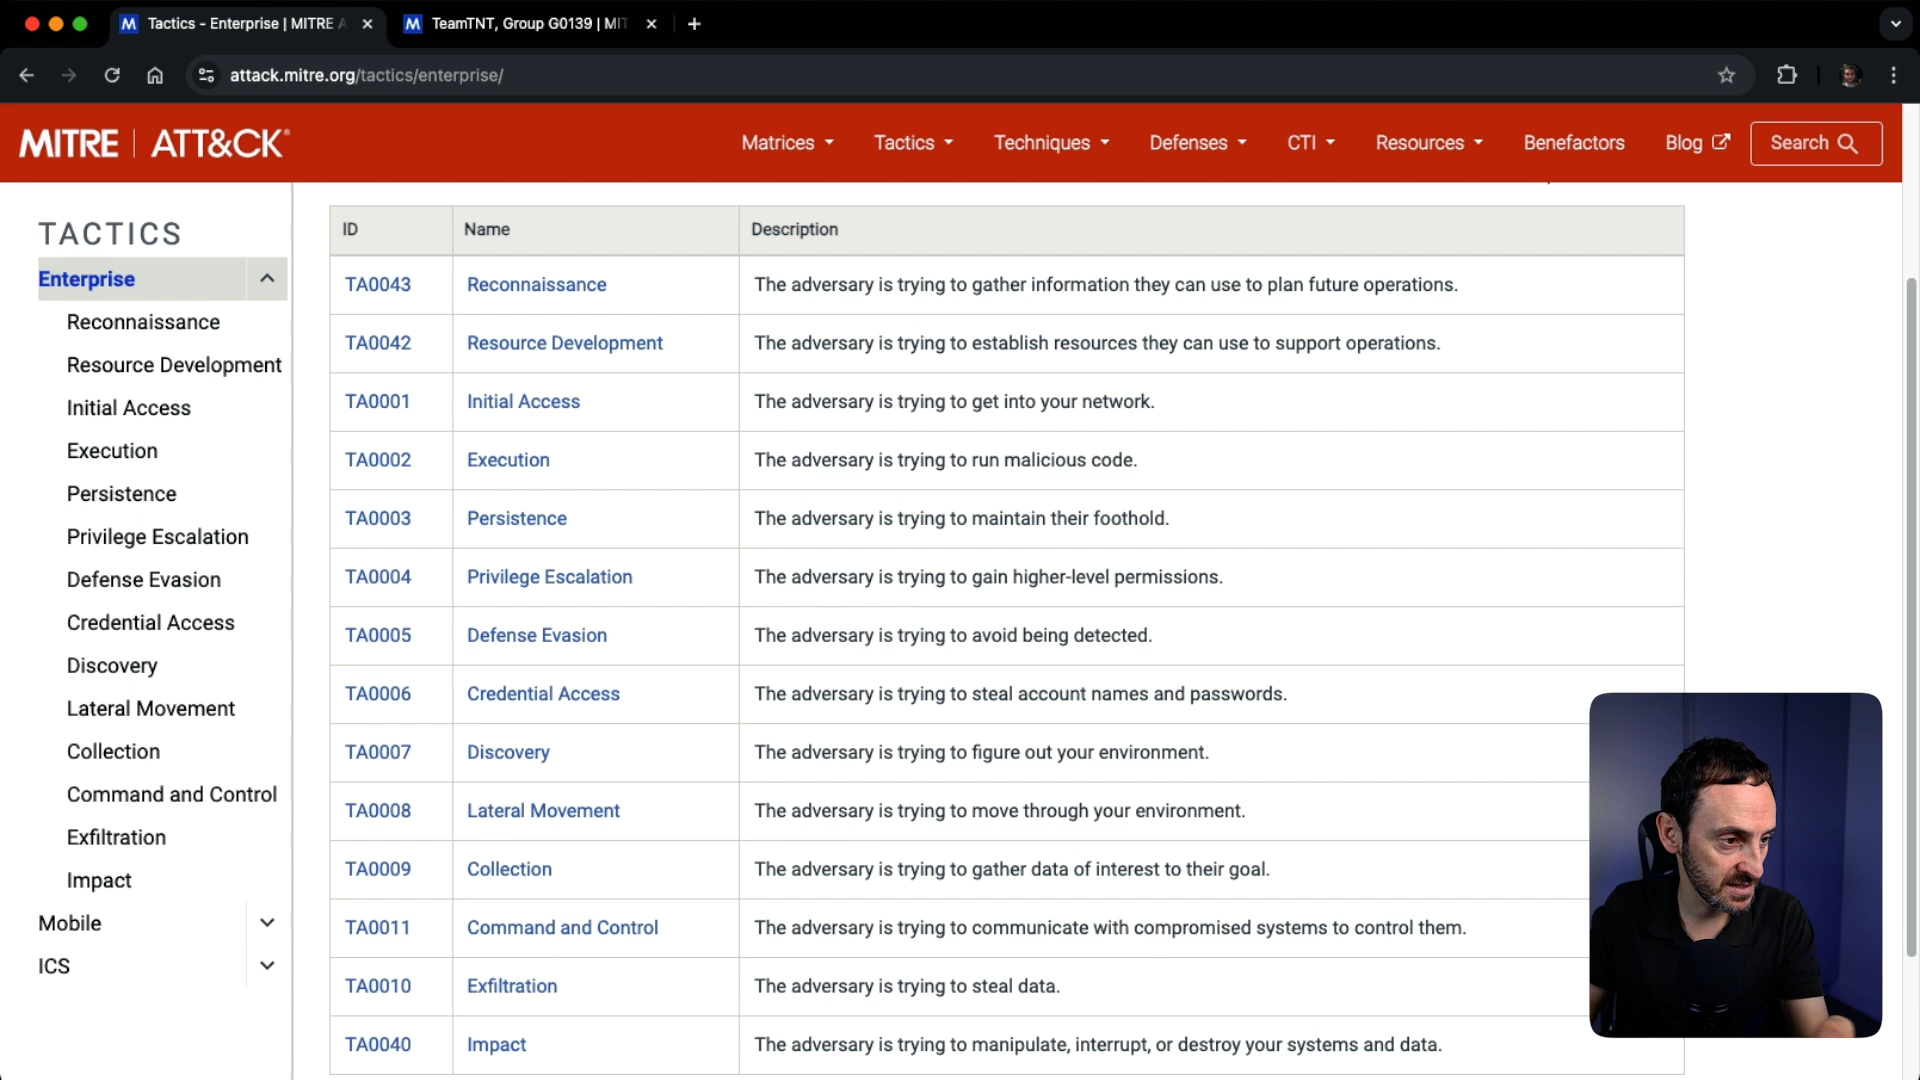 Tactics - Enterprise | MITRE A
TeamTNT, Group G0139 | MIT
attack.mitre.org/tactics/enterprise/
MITRE | ATT&CK®
Matrices
Tactics
Techniques
Defenses
CTI
Resources
Benefactors
Blog
Search
TACTICS
Enterprise
Reconnaissance
Resource Development
Initial Access
Execution
Persistence
Privilege Escalation
Defense Evasion
Credential Access
Discovery
Lateral Movement
Collection
Command and Control
Exfiltration
Impact
Mobile
ICS
ID Name Description
TA0043 Reconnaissance The adversary is trying to gather information they can use to plan future operations.
TA0042 Resource Development The adversary is trying to establish resources they can use to support operations.
TA0001 Initial Access The adversary is trying to get into your network.
TA0002 Execution The adversary is trying to run malicious code.
TA0003 Persistence The adversary is trying to maintain their foothold.
TA0004 Privilege Escalation The adversary is trying to gain higher-level permissions.
TA0005 Defense Evasion The adversary is trying to avoid being detected.
TA0006 Credential Access The adversary is trying to steal account names and passwords.
TA0007 Discovery The adversary is trying to figure out your environment.
TA0008 Lateral Movement The adversary is trying to move through your environment.
TA0009 Collection The adversary is trying to gather data of interest to their goal.
TA0011 Command and Control The adversary is trying to communicate with compromised systems to control them.
TA0010 Exfiltration The adversary is trying to steal data.
TA0040 Impact The adversary is trying to manipulate, interrupt, or destroy your systems and data.